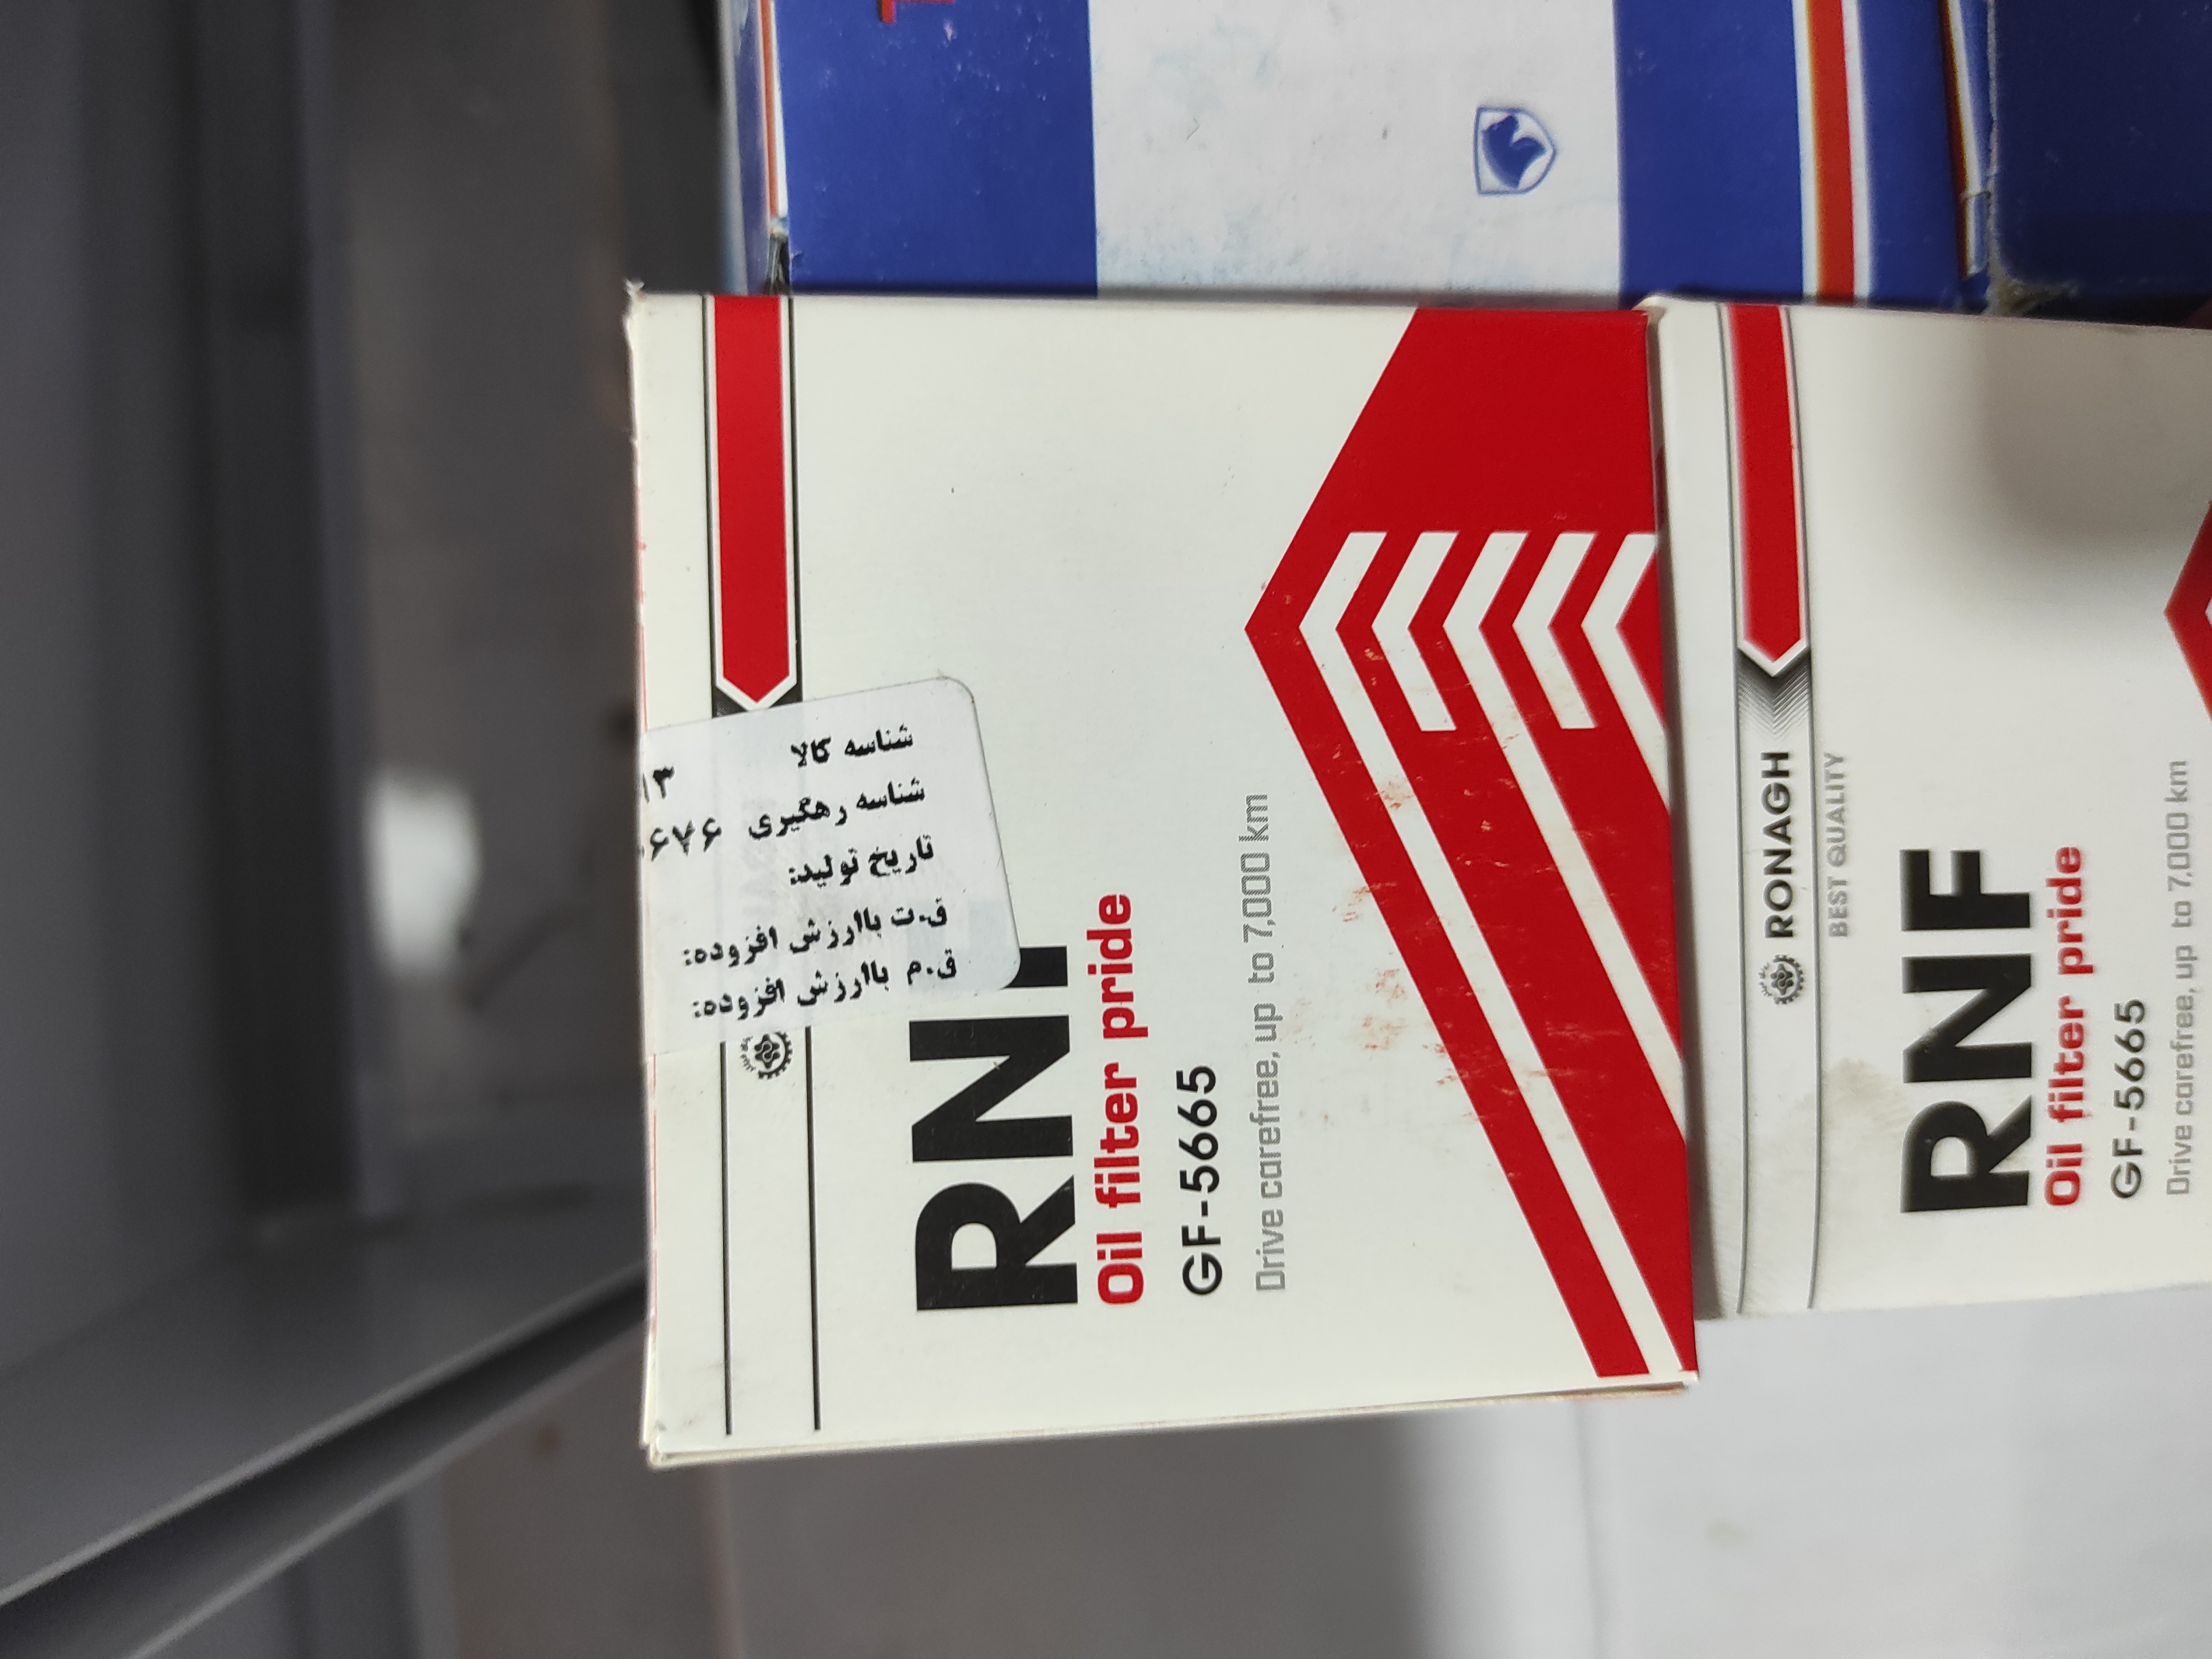 شناسه کالا
شناسه رهگیری
تاریخ تولید:
ق.ت باارزش افزوده:
ق.م باارزش افزوده:
RNF
Oil filter pride
GF-5665
Drive carefree, up to 7,000 km
RONAGH
BEST QUALITY
RNF
Oil filter pride
GF-5665
Drive carefree, up to 7,000 km